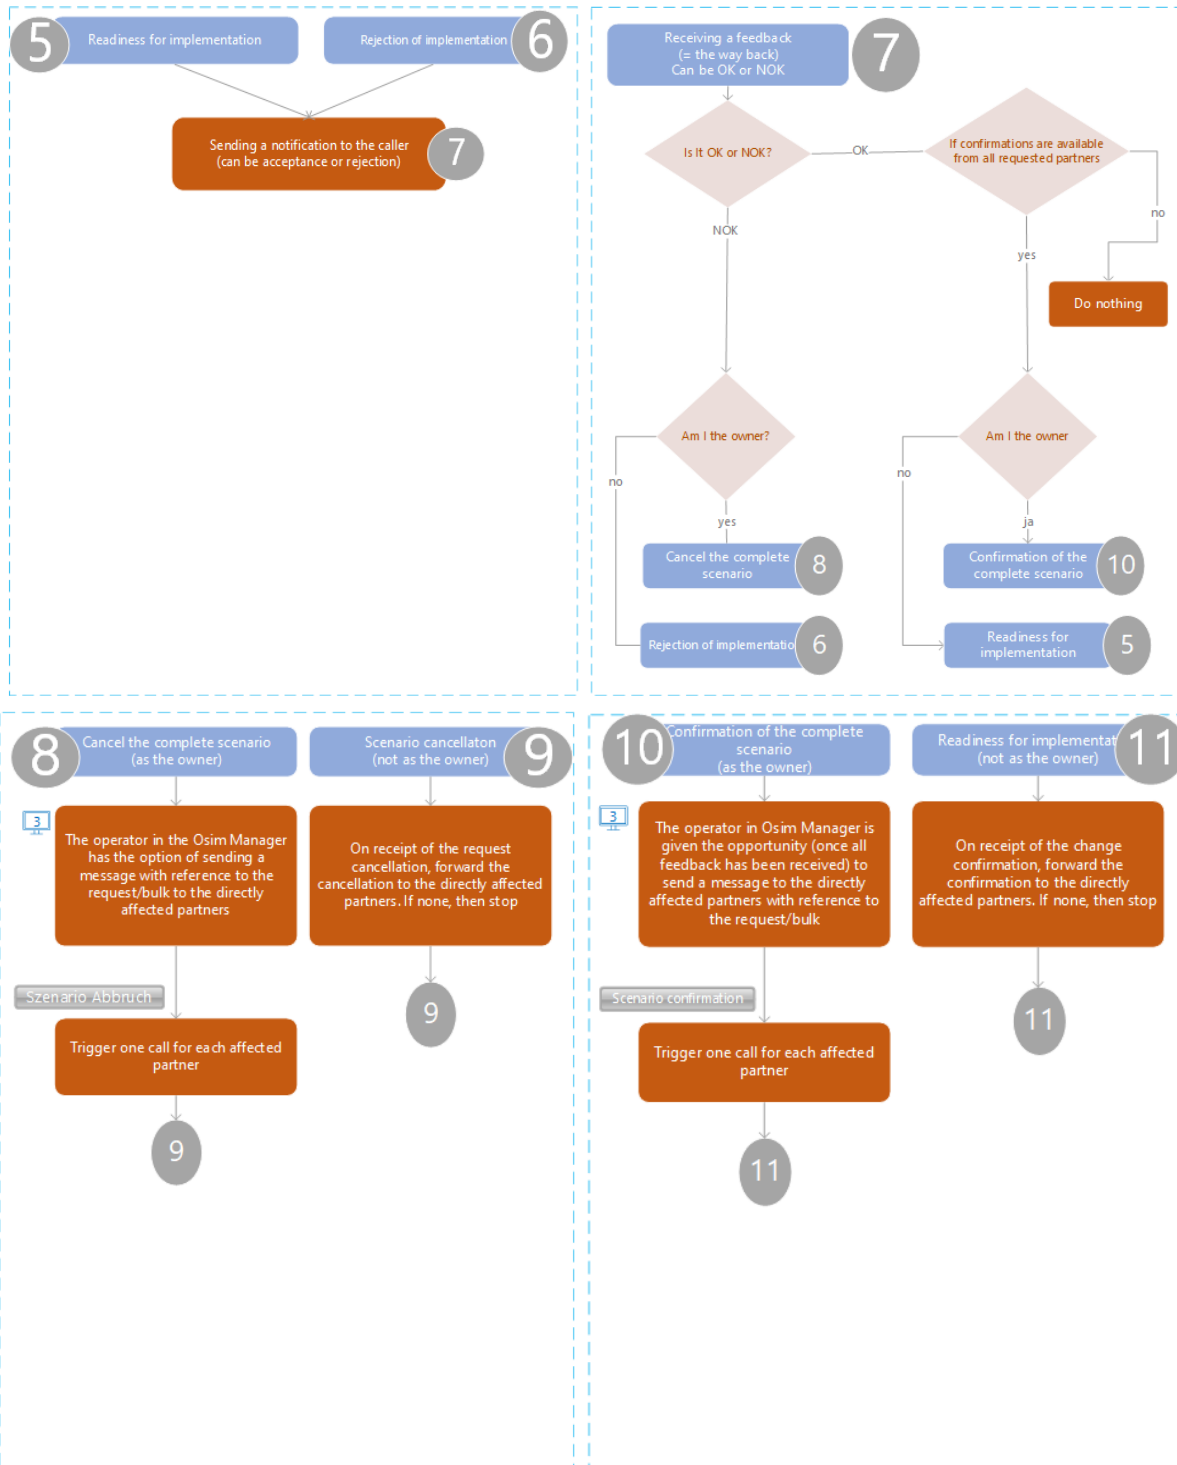 5
Readiness for implementation
Rejection of implementation
6
Sending a notification to the caller
(can be acceptance or rejection)
7
Receiving a feedback
(= the way back)
Can be OK or NOK
7
Is It OK or NOK?
OK
If confirmations are available
from all requested partners
no
NOK
yes
Do nothing
Am I the owner?
Am I the owner
no
no
yes
ja
Cancel the complete
scenario
8
Confirmation of the
complete scenario
10
Rejection of implementatio
6
Readiness for
implementation
5
8
Cancel the complete scenario
(as the owner)
Scenario cancellaton
(not as the owner)
9
3
The operator in the Osim Manager
has the option of sending a
message with reference to the
request/bulk to the directly
affected partners
On receipt of the request
cancellation, forward the
cancellation to the directly affected
partners. If none, then stop
Szenario Abbruch
9
Trigger one call for each affected
partner
9
10
Confirmation of the complete
scenario
(as the owner)
Readiness for implementat
(not as the owner)
11
3
The operator in Osim Manager is
given the opportunity (once all
feedback has been received) to
send a message to the directly
affected partners with reference to
the request/bulk
On receipt of the change
confirmation, forward the
confirmation to the directly
affected partners. If none, then stop
Scenario confirmation
11
Trigger one call for each affected
partner
11